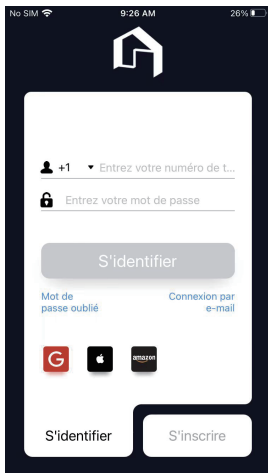 No SIM 9:26 AM 26%
+1 Entrez votre numéro de t...
Entrez votre mot de passe
S'identifier
Mot de passe oublié
Connexion par e-mail
G amazon
S'identifier S'inscrire